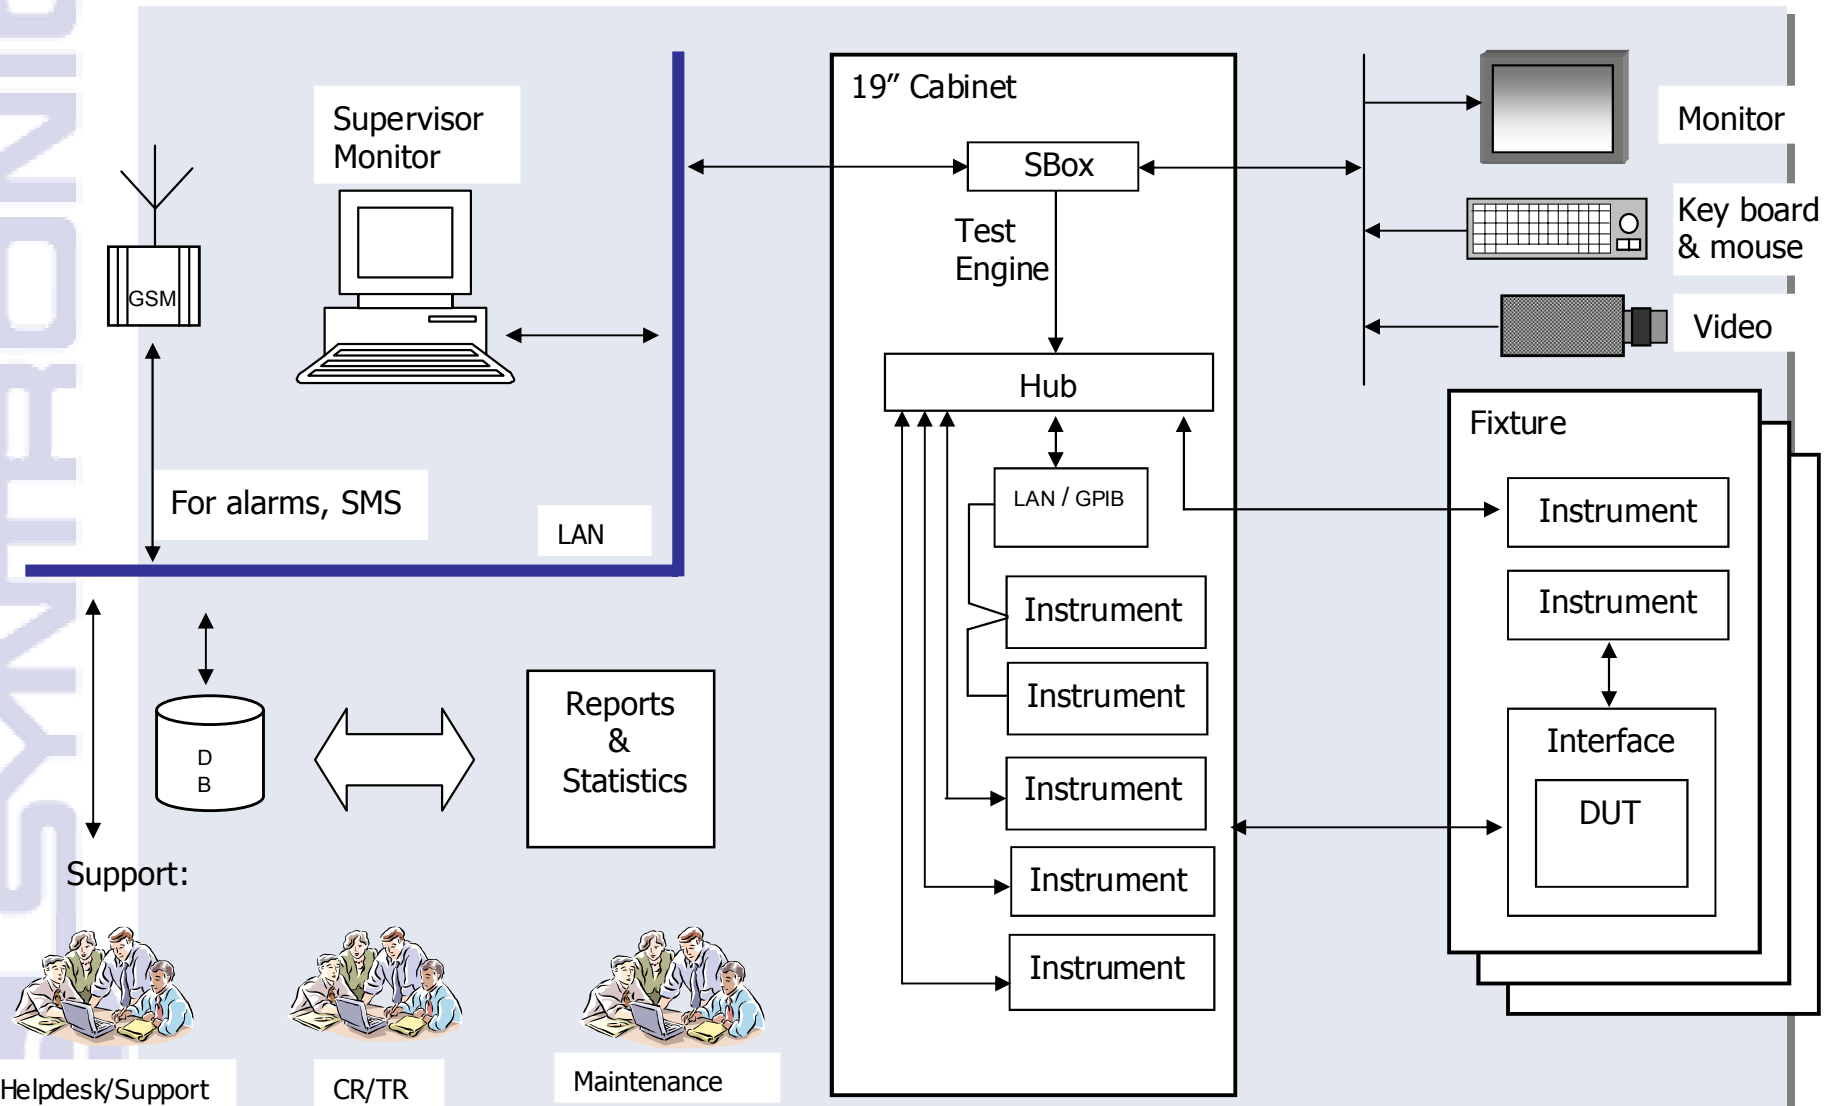 SYNTRONIC
19″ Cabinet
Supervisor
Monitor
SBox
Monitor
Key board
& mouse
Video
Test
Engine
GSM
Hub
Fixture
For alarms, SMS
LAN
LAN / GPIB
Instrument
Instrument
Instrument
Instrument
Instrument
Instrument
Instrument
Interface
DUT
D
B
Reports
&
Statistics
Support:
Helpdesk/Support
CR/TR
Maintenance